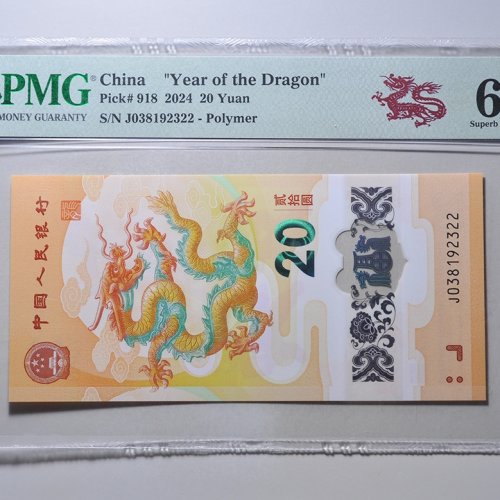 PMG® China "Year of the Dragon"
Pick# 918 2024 20 Yuan
MONEY GUARANTY
S/N J038192322 - Polymer
6
Superb
中国人民银行
贰拾圆
20
J038192322